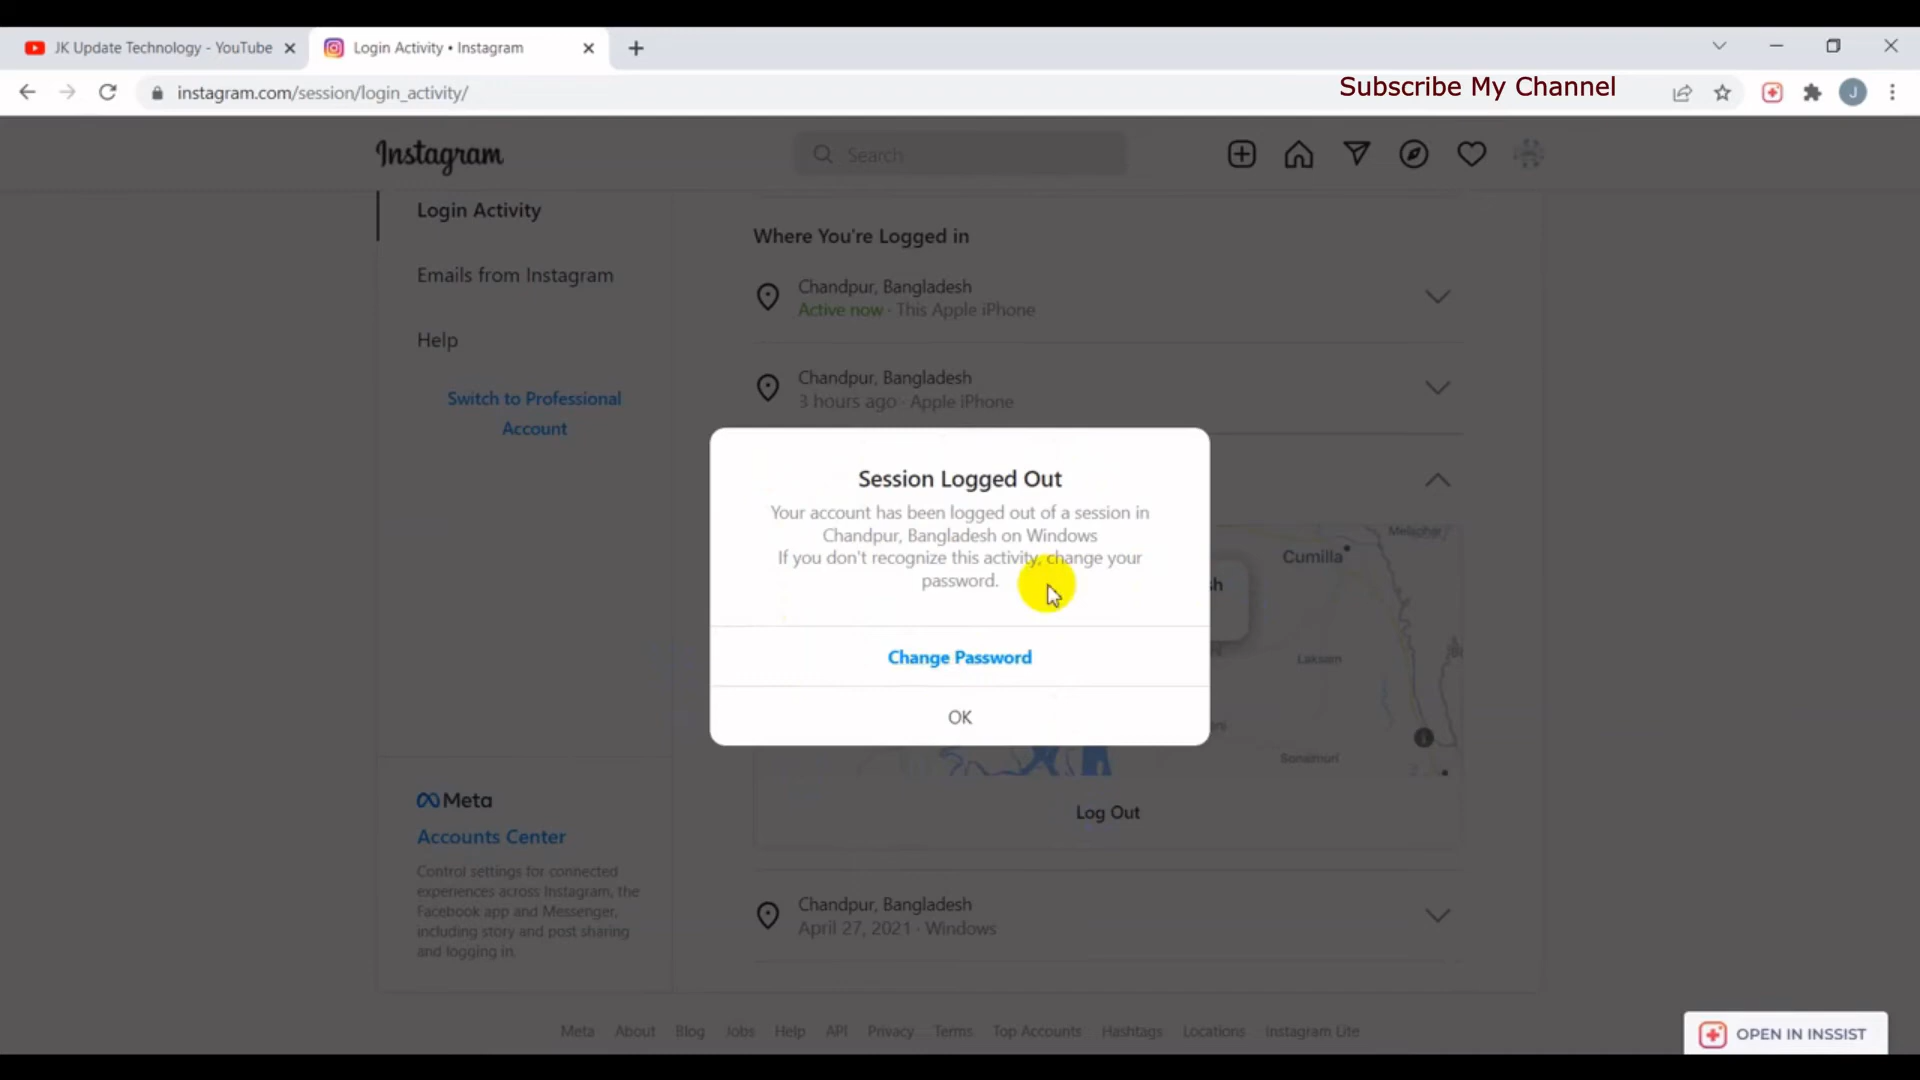 JK Update Technology - YouTube
Login Activity • Instagram
instagram.com/session/login_activity/
Subscribe My Channel
J
Instagram
Search
Login Activity
Emails from Instagram
Help
Switch to Professional
Account
Where You're Logged in
Chandpur, Bangladesh
Active now · This Apple iPhone
Chandpur, Bangladesh
3 hours ago · Apple iPhone
Session Logged Out
Your account has been logged out of a session in
Chandpur, Bangladesh on Windows
If you don't recognize this activity, change your
password.
Change Password
OK
Cumilla
Laksam
Log Out
Meta
Accounts Center
Control settings for connected
experiences across Instagram, the
Facebook app and Messenger,
including story and post sharing
and logging in.
Chandpur, Bangladesh
April 27, 2021 · Windows
Meta About Blog Jobs Help API Privacy Terms Top Accounts Hashtags Locations Instagram Lite
OPEN IN INSSIST